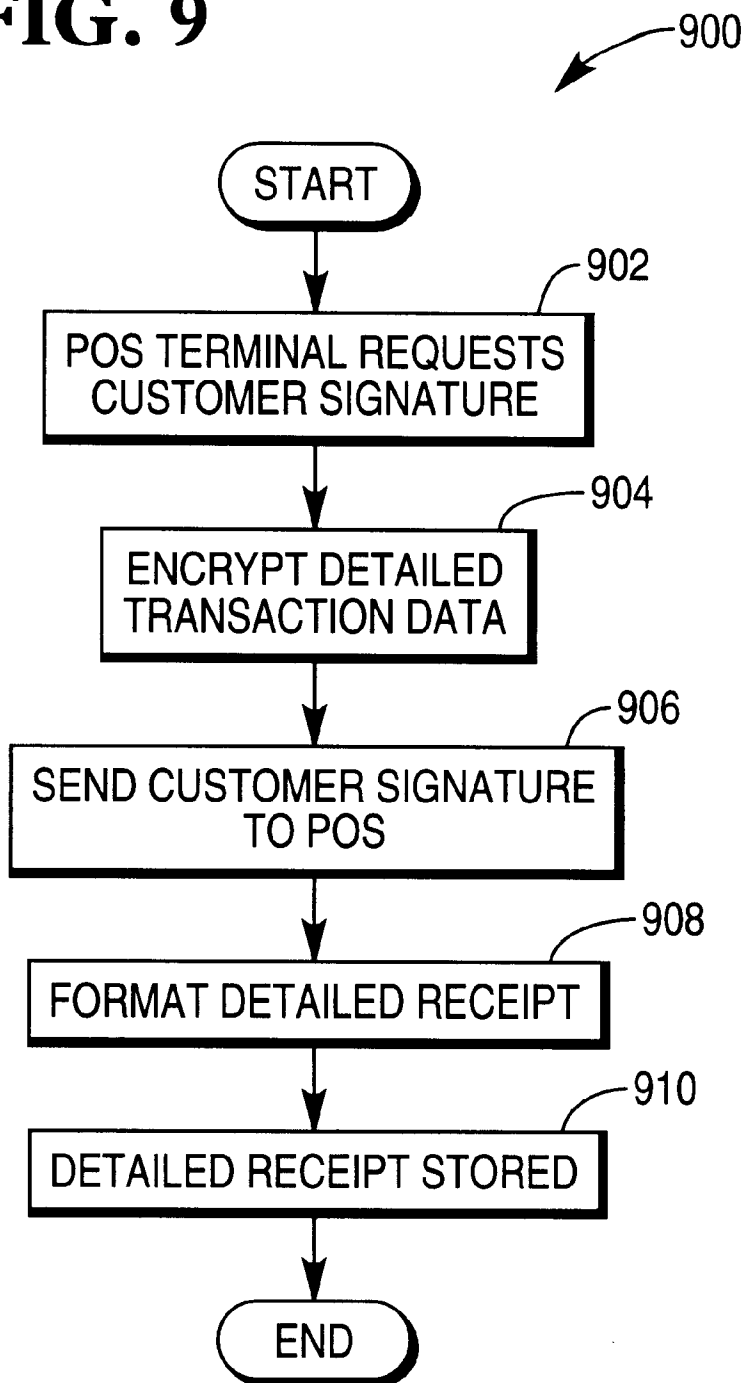 FIG. 9
900
START
902
POS TERMINAL REQUESTS
CUSTOMER SIGNATURE
904
ENCRYPT DETAILED
TRANSACTION DATA
906
SEND CUSTOMER SIGNATURE
TO POS
908
FORMAT DETAILED RECEIPT
910
DETAILED RECEIPT STORED
END